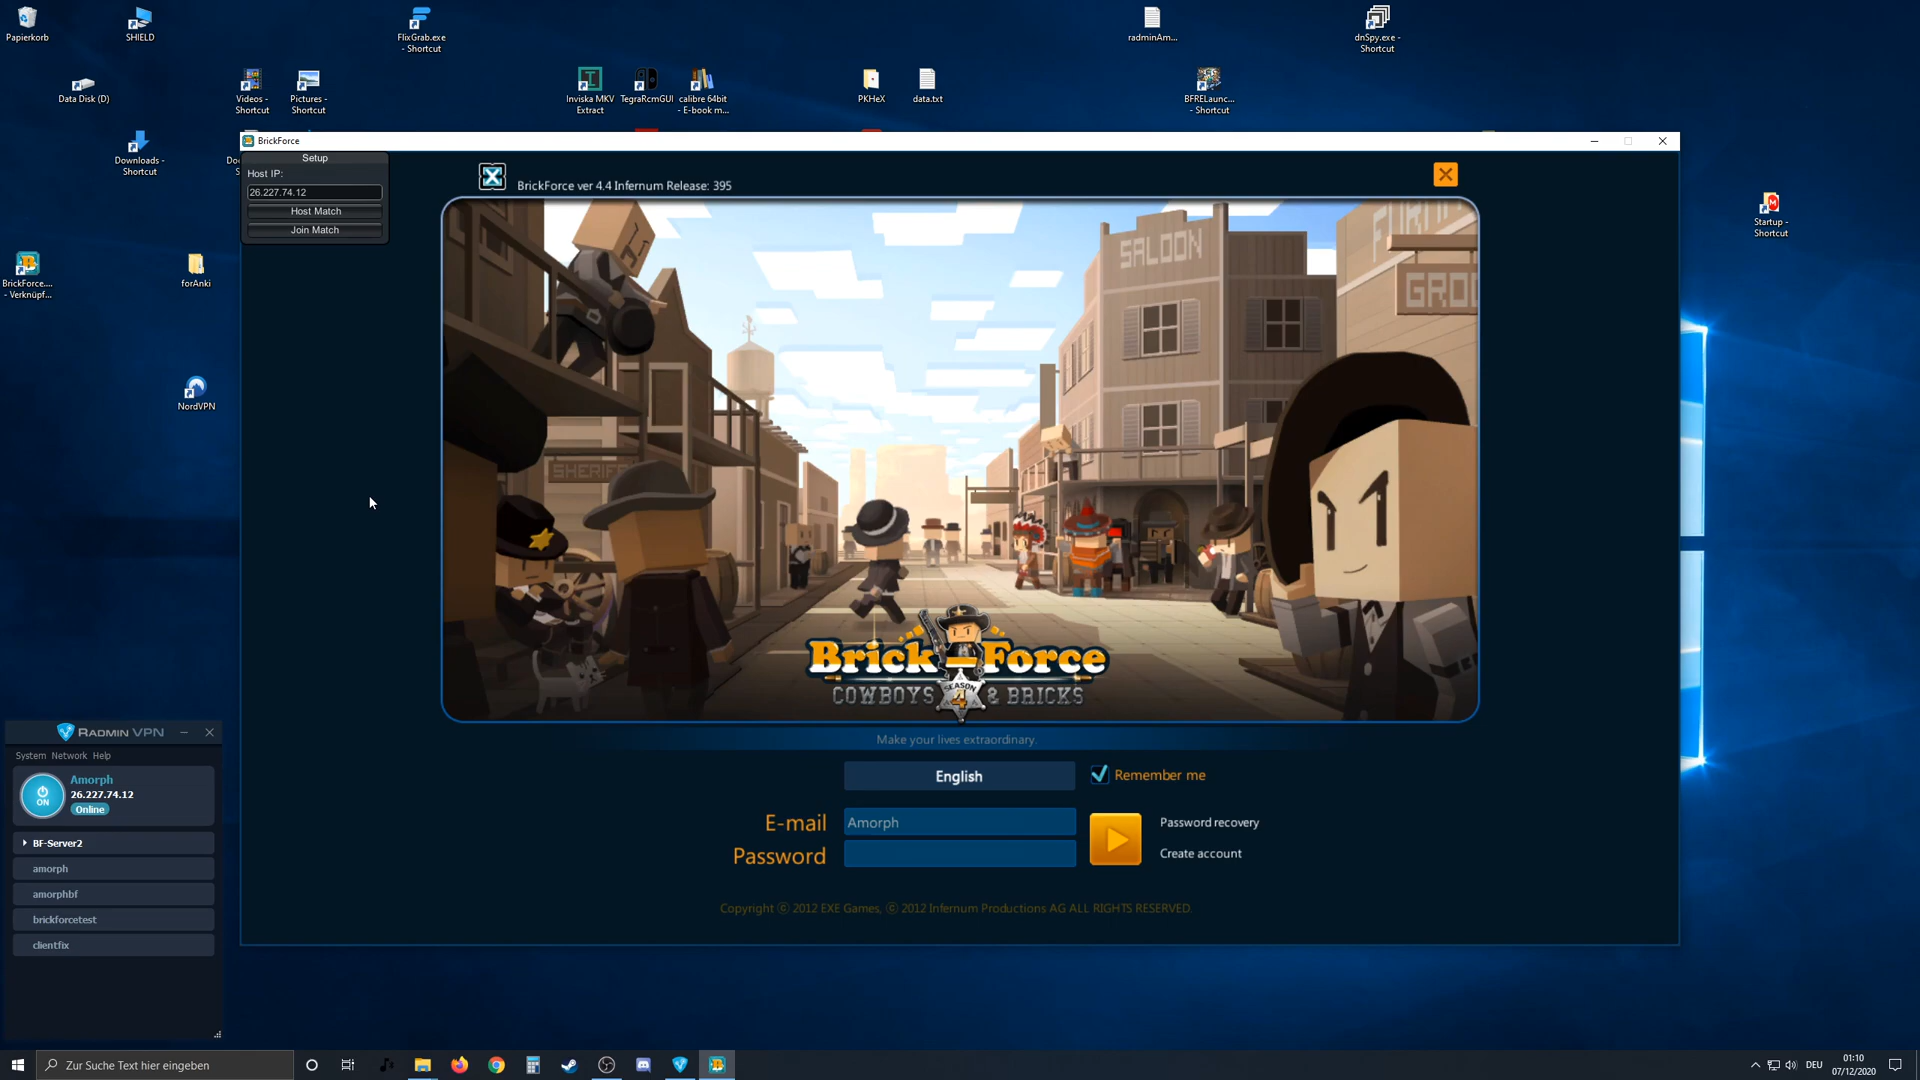 Papierkorb
SHIELD
FlixGrab.exe
- Shortcut
radminAm...
dnSpy.exe -
Shortcut
Data Disk (D)
Videos -
Shortcut
Pictures -
Shortcut
Inviska MKV
Extract
TegraRcmGUI
calibre 64bit
- E-book m...
PKHeX
data.txt
BFRELaunc...
- Shortcut
Downloads -
Shortcut
Startup -
Shortcut
BrickForce....
- Verknüpf...
forAnki
NordVPN
BrickForce
Setup
Host IP:
26.227.74.12
Host Match
Join Match
BrickForce ver 4.4 Infernum Release: 395
SALOON
SHERIFF
Brick-Force
COWBOYS & BRICKS
SEASON
4
Make your lives extraordinary.
English
Remember me
E-mail
Amorph
Password
Password recovery
Create account
Copyright ⓒ 2012 EXE Games, ⓒ 2012 Infernum Productions AG ALL RIGHTS RESERVED.
RADMIN VPN
System Network Help
ON
Amorph
26.227.74.12
Online
BF-Server2
amorph
amorphbf
brickforcetest
clientfix
Zur Suche Text hier eingeben
DEU
01:10
07/12/2020